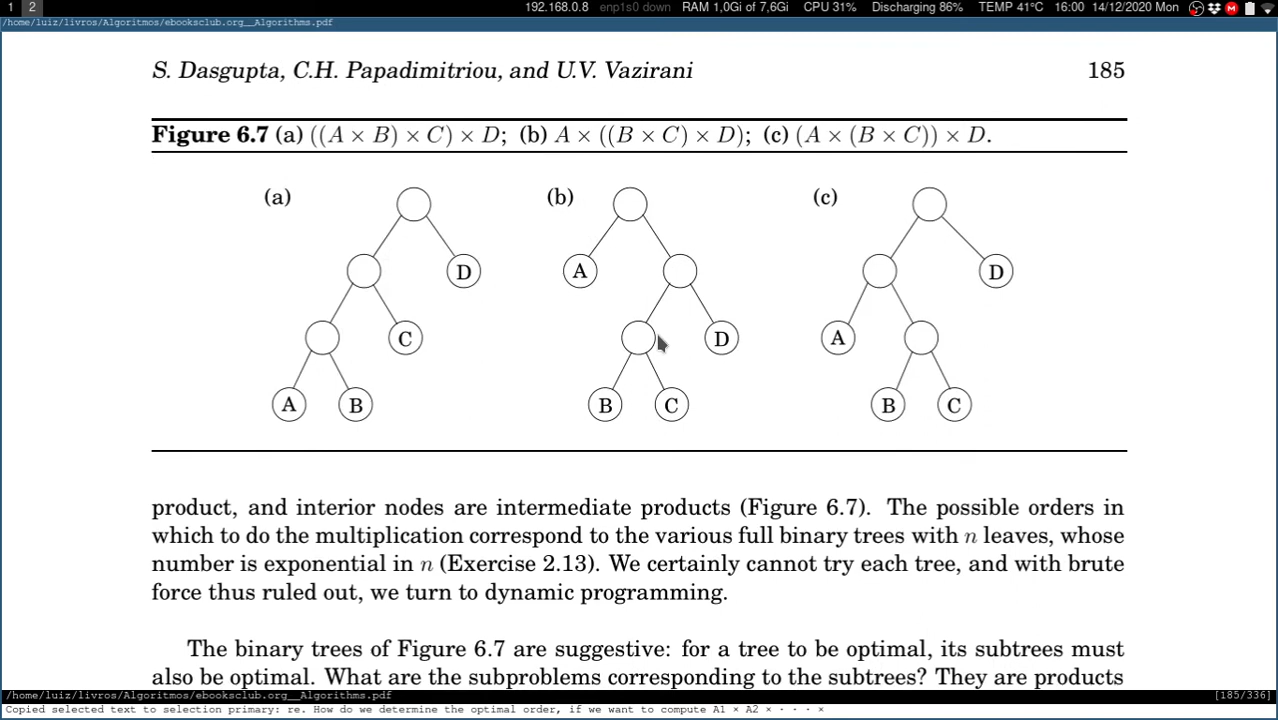 1 2 192.168.0.8 enp1s0 down RAM 1,0Gi of 7,6Gi CPU 31% Discharging 86% TEMP 41°C 16:00 14/12/2020 Mon
/home/luiz/livros/Algoritmos/ebooksclub.org__Algorithms.pdf
S. Dasgupta, C.H. Papadimitriou, and U.V. Vazirani 185
Figure 6.7 (a) ((A × B) × C) × D; (b) A × ((B × C) × D); (c) (A × (B × C)) × D.
(a) (b) (c)
D A D
C D A
A B B C B C
product, and interior nodes are intermediate products (Figure 6.7). The possible orders in
which to do the multiplication correspond to the various full binary trees with n leaves, whose
number is exponential in n (Exercise 2.13). We certainly cannot try each tree, and with brute
force thus ruled out, we turn to dynamic programming.
The binary trees of Figure 6.7 are suggestive: for a tree to be optimal, its subtrees must
also be optimal. What are the subproblems corresponding to the subtrees? They are products
/home/luiz/livros/Algoritmos/ebooksclub.org__Algorithms.pdf [185/336]
Copied selected text to selection primary: re. How do we determine the optimal order, if we want to compute A1 × A2 × · · · ×